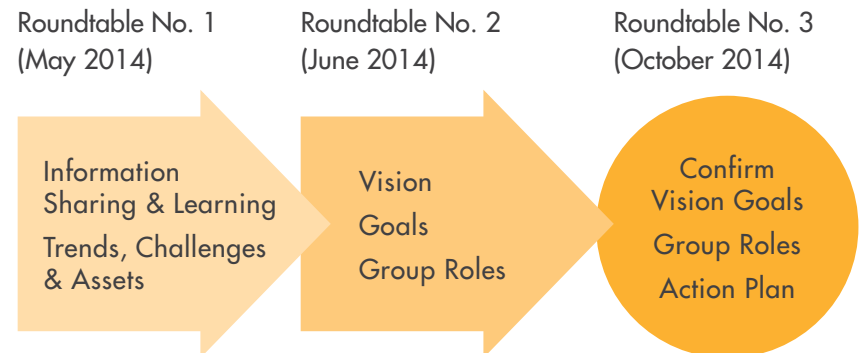 Roundtable No. 1
(May 2014)
Information
Sharing & Learning
Trends, Challenges
& Assets
Roundtable No. 2
(June 2014)
Vision
Goals
Group Roles
Roundtable No. 3
(October 2014)
Confirm
Vision Goals
Group Roles
Action Plan